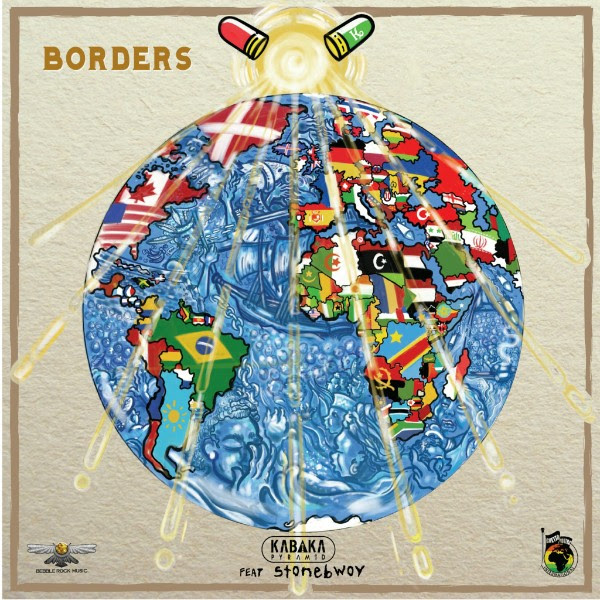 BORDERS
K
KABAKA
PYRAMID
FEAT stonebwoy
BEBBLE ROCK MUSIC